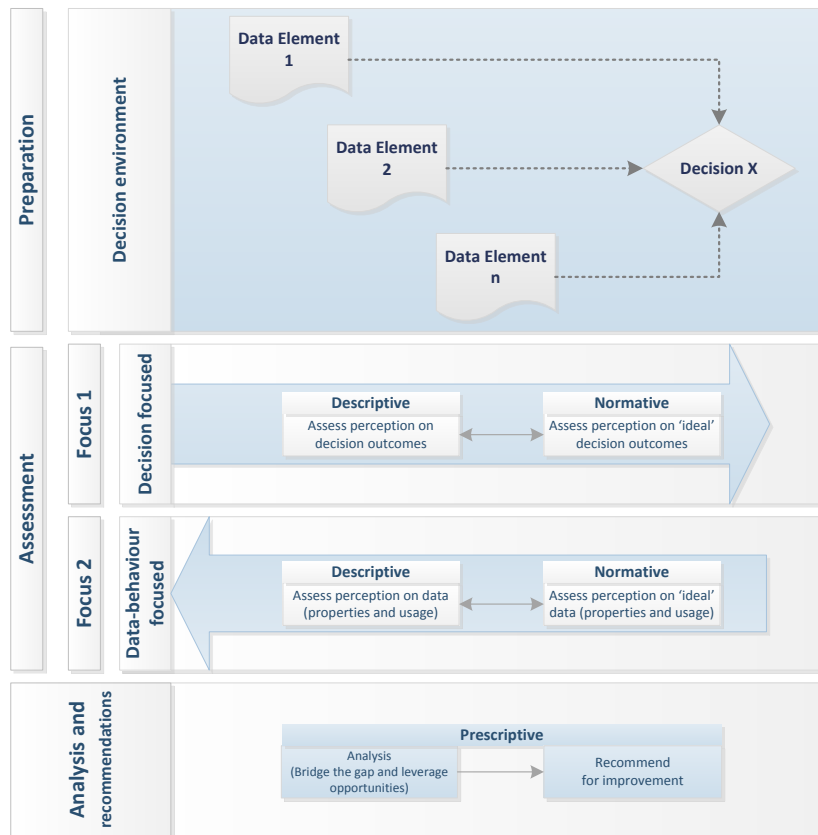 Preparation
Decision environment
Data Element
1
Data Element
2
Data Element
n
Decision X
Assessment
Focus 1
Decision focused
Descriptive
Assess perception on
decision outcomes
Normative
Assess perception on ‘ideal’
decision outcomes
Focus 2
Data-behaviour
focused
Descriptive
Assess perception on data
(properties and usage)
Normative
Assess perception on ‘ideal’
data (properties and usage)
Analysis and
recommendations
Prescriptive
Analysis
(Bridge the gap and leverage
opportunities)
Recommend
for improvement